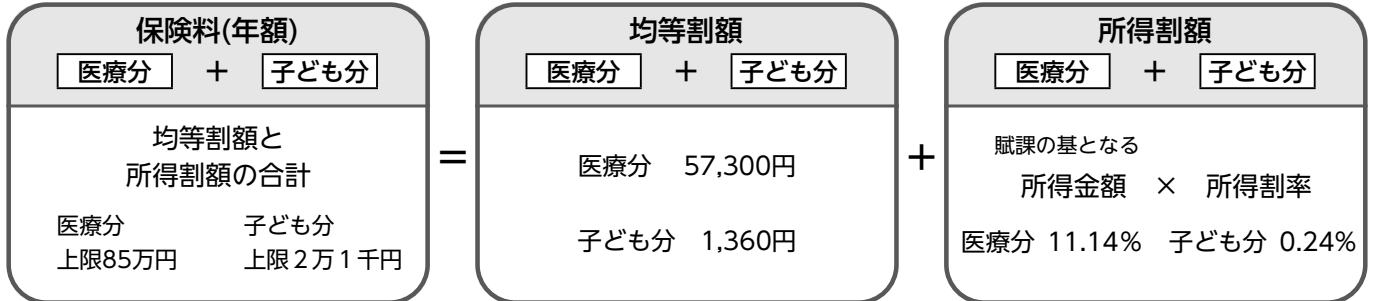 保険料(年額)
医療分 + 子ども分
均等割額と
所得割額の合計
医療分 子ども分
上限85万円 上限2万1千円
=
均等割額
医療分 + 子ども分
医療分 57,300円
子ども分 1,360円
+
所得割額
医療分 + 子ども分
賦課の基となる
所得金額 × 所得割率
医療分 11.14% 子ども分 0.24%